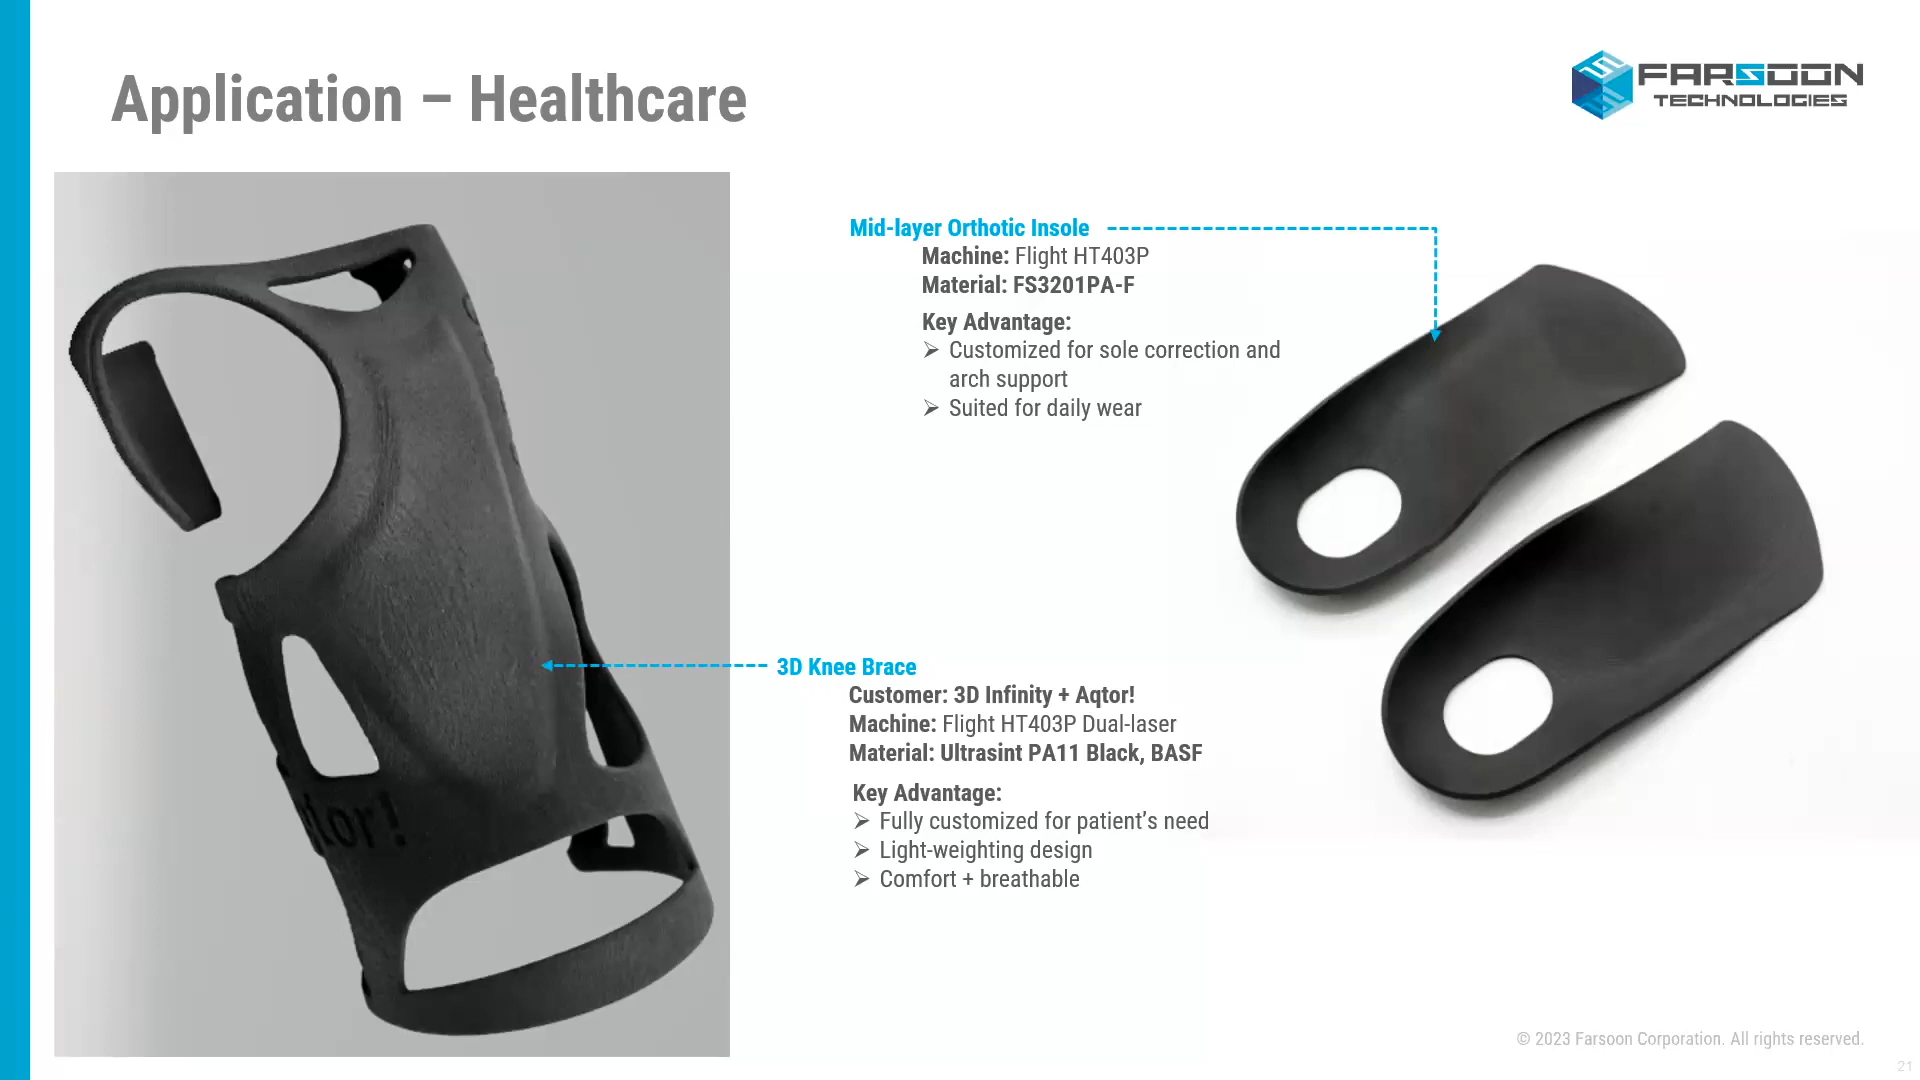 Application – Healthcare
FARSOON
TECHNOLOGIES
Mid-layer Orthotic Insole
Machine: Flight HT403P
Material: FS3201PA-F
Key Advantage:
➢ Customized for sole correction and
arch support
➢ Suited for daily wear
3D Knee Brace
Customer: 3D Infinity + Aqtor!
Machine: Flight HT403P Dual-laser
Material: Ultrasint PA11 Black, BASF
Key Advantage:
➢ Fully customized for patient’s need
➢ Light-weighting design
➢ Comfort + breathable
tor!
© 2023 Farsoon Corporation. All rights reserved.
21